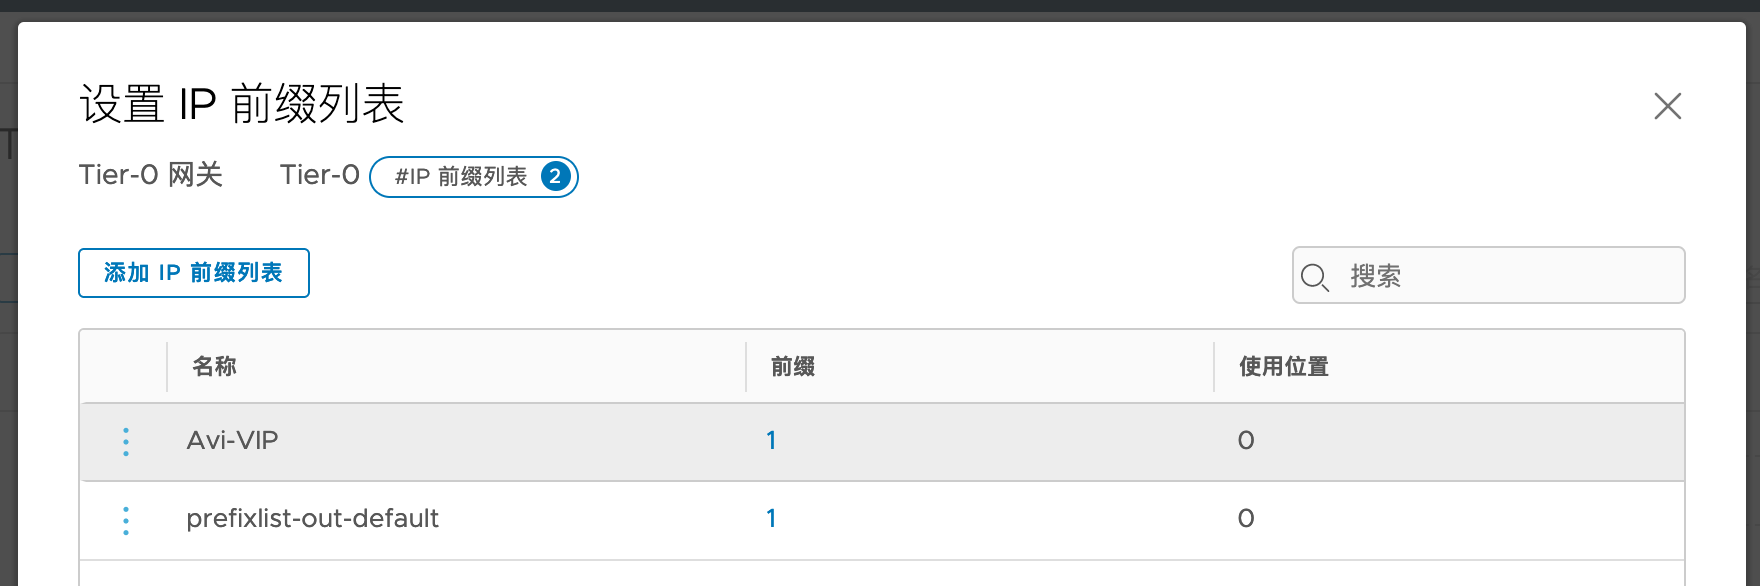 设置 IP 前缀列表
Tier-0 网关 Tier-0 #IP 前缀列表 2
添加 IP 前缀列表 搜索
名称 前缀 使用位置
Avi-VIP 1 0
prefixlist-out-default 1 0